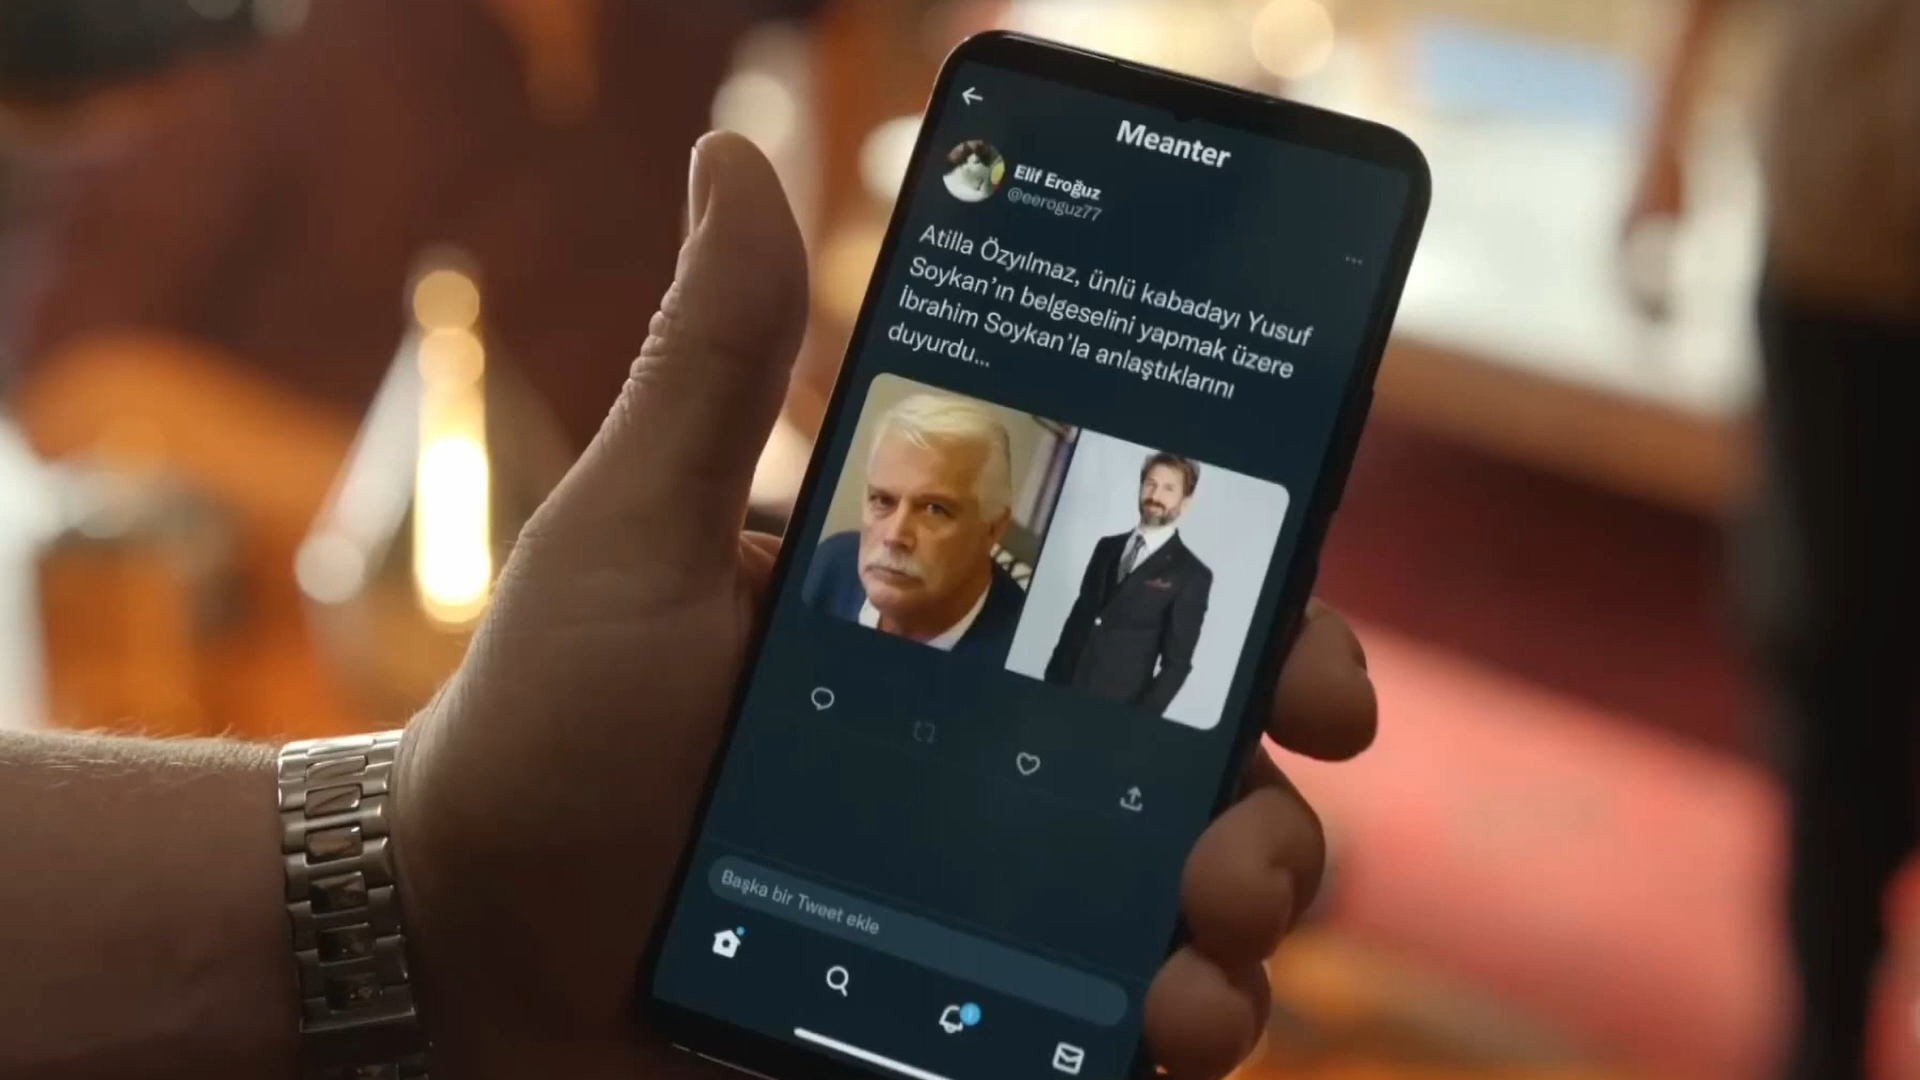 Meanter
Elif Eroğuz
@eeroguz77
Atilla Özyılmaz, ünlü kabadayı Yusuf
Soykan'ın belgeselini yapmak üzere
İbrahim Soykan'la anlaştıklarını
duyurdu...
Başka bir Tweet ekle